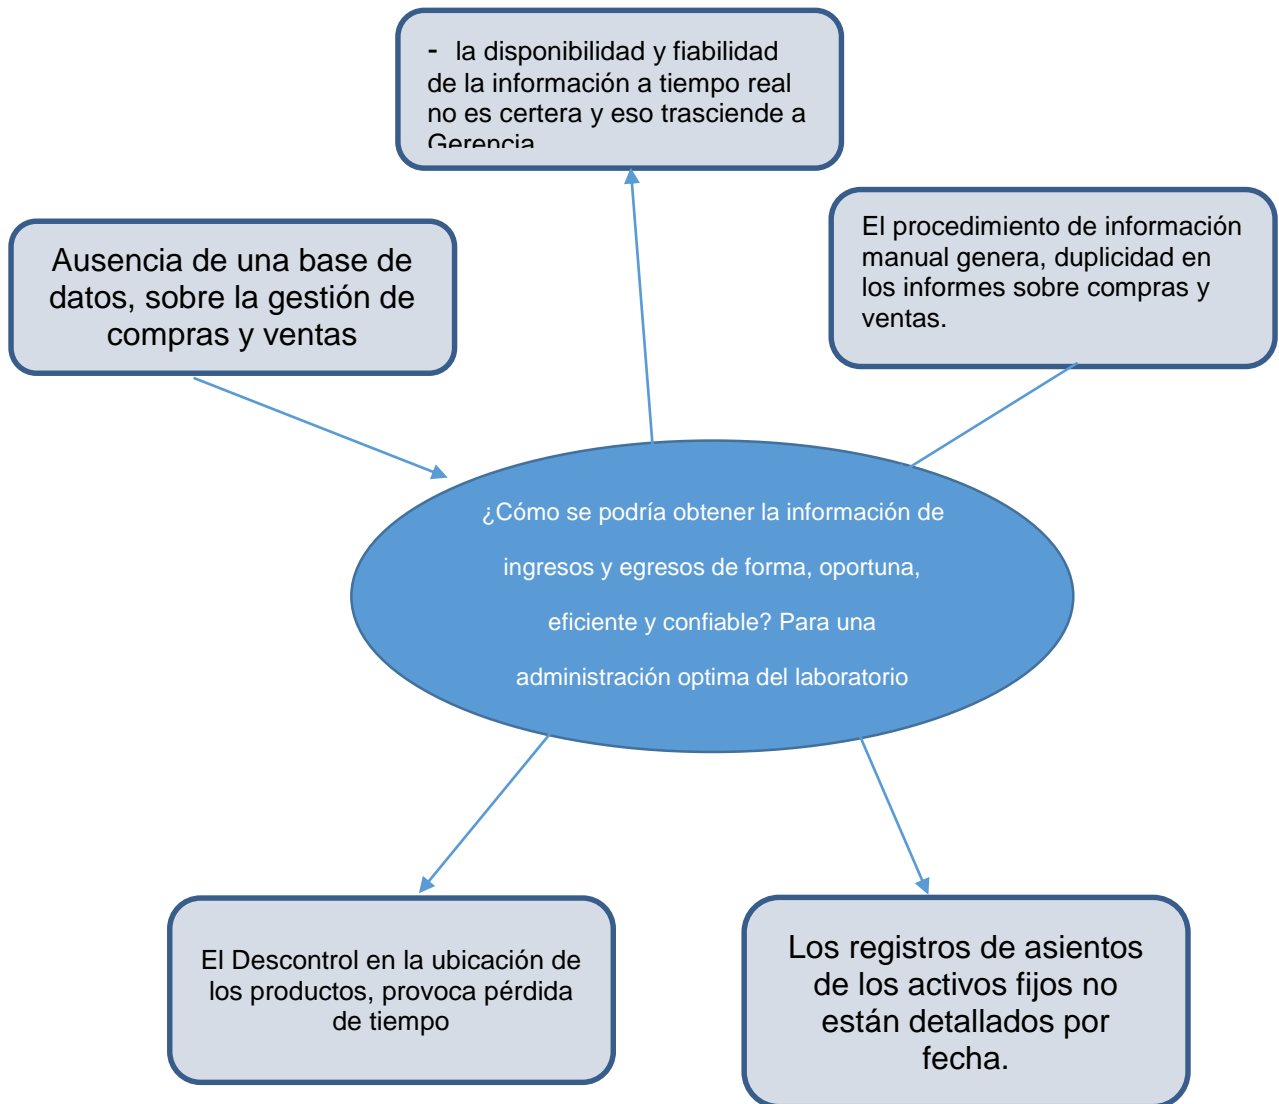 - la disponibilidad y fiabilidad
de la información a tiempo real
no es certera y eso trasciende a
Gerencia
Ausencia de una base de
datos, sobre la gestión de
compras y ventas
El procedimiento de información
manual genera, duplicidad en
los informes sobre compras y
ventas.
¿Cómo se podría obtener la información de
ingresos y egresos de forma, oportuna,
eficiente y confiable? Para una
administración optima del laboratorio
El Descontrol en la ubicación de
los productos, provoca pérdida
de tiempo
Los registros de asientos
de los activos fijos no
están detallados por
fecha.